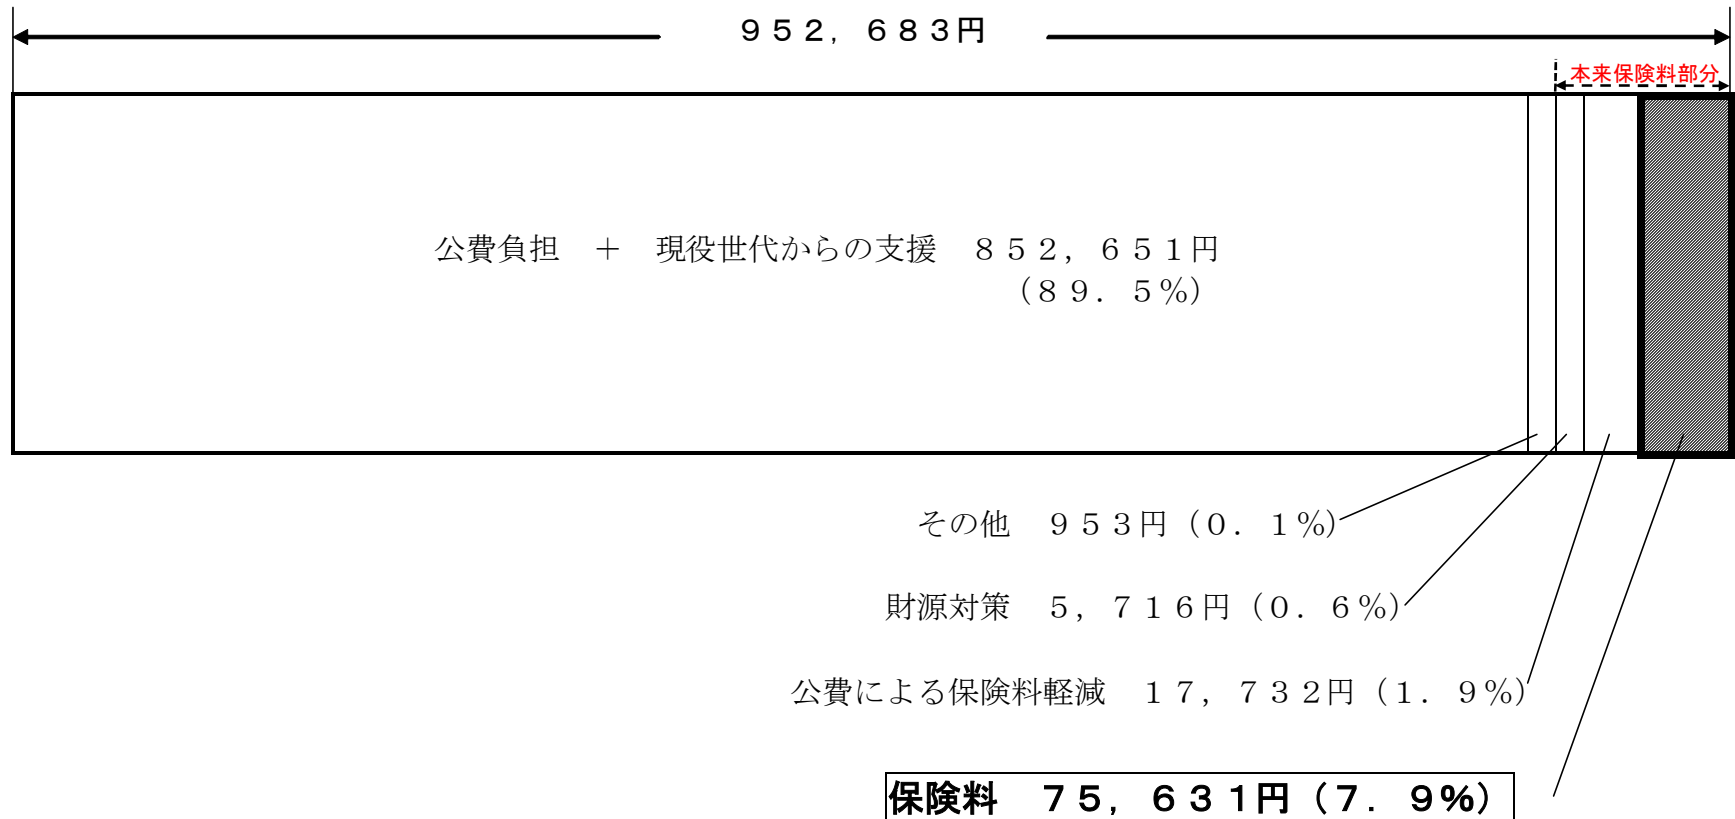 ９５２，６８３円
本来保険料部分
公費負担　＋　現役世代からの支援　８５２，６５１円
（８９．５％）
その他　９５３円（０．１％）
財源対策　５，７１６円（０．６％）
公費による保険料軽減　１７，７３２円（１．９％）
保険料　７５，６３１円（７．９％）